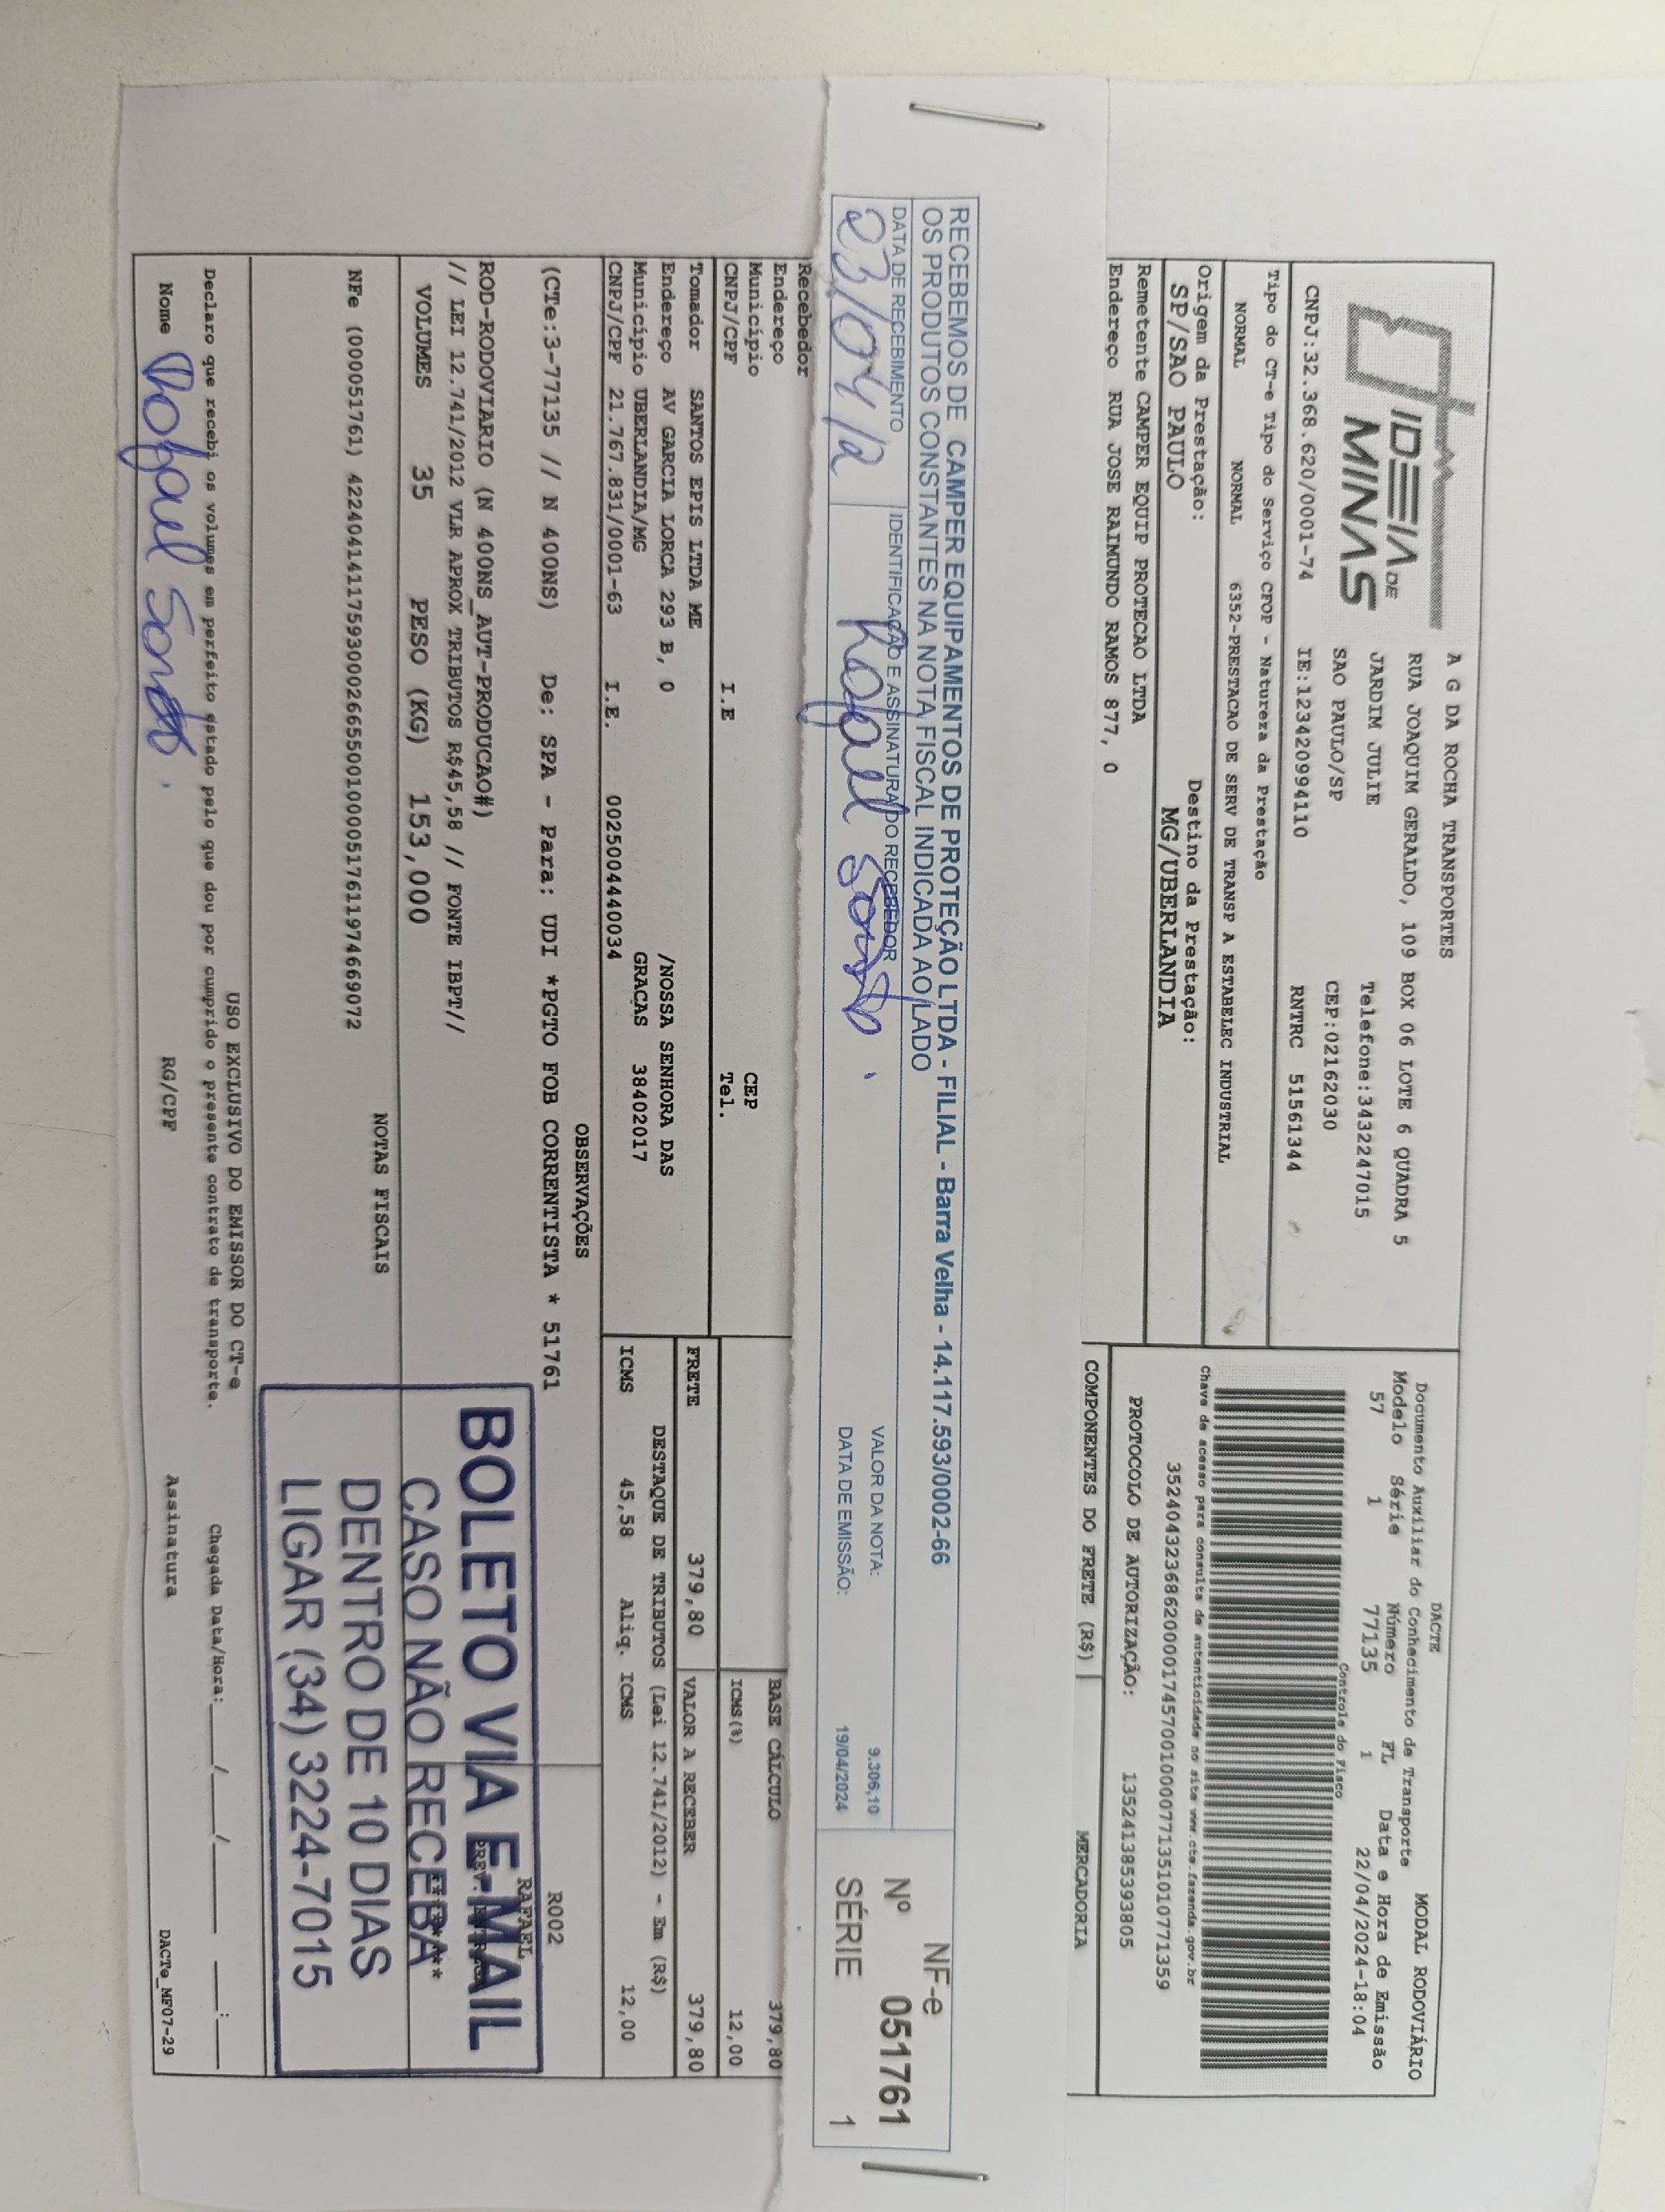 IDEIA DE
MINAS
A G DA ROCHA TRANSPORTES
RUA JOAQUIM GERALDO, 109 BOX 06 LOTE 6 QUADRA 5
JARDIM JULIE Telefone:3432247015
SAO PAULO/SP CEP:02162030
CNPJ:32.368.620/0001-74 IE:123420994110 RNTRC 51561344
Tipo do CT-e Tipo do Serviço CFOP - Natureza da Prestação
NORMAL NORMAL 6352-PRESTACAO DE SERV DE TRANSP A ESTABELEC INDUSTRIAL
Origem da Prestação: Destino da Prestação:
SP/SAO PAULO MG/UBERLANDIA
Remetente CAMPER EQUIP PROTECAO LTDA
Endereço RUA JOSE RAIMUNDO RAMOS 877, 0
DACTE MODAL RODOVIÁRIO
Documento Auxiliar do Conhecimento de Transporte
Modelo Série Número FL Data e Hora de Emissão
57 1 77135 1 22/04/2024-18:04
Controle do Fisco
Chave de acesso para consulta de autenticidade no site www.cte.fazenda.gov.br
35240432368620000174570010000771351010771359
PROTOCOLO DE AUTORIZAÇÃO: 135241385393805
COMPONENTES DO FRETE (R$) MERCADORIA
RECEBEMOS DE CAMPER EQUIPAMENTOS DE PROTEÇÃO LTDA - FILIAL - Barra Velha - 14.117.593/0002-66
OS PRODUTOS CONSTANTES NA NOTA FISCAL INDICADA AO LADO
DATA DE RECEBIMENTO IDENTIFICAÇÃO E ASSINATURA DO RECEBEDOR
23/04/2 Rafael
VALOR DA NOTA: 9.306,10
DATA DE EMISSÃO: 19/04/2024
NF-e
Nº 051761
SÉRIE 1
Recebedor
Endereço
Município CEP
CNPJ/CPF I.E Tel.
BASE CÁLCULO 379,80
ICMS(%) 12,00
Tomador SANTOS EPIS LTDA ME
Endereço AV GARCIA LORCA 293 B, 0 /NOSSA SENHORA DAS
Município UBERLANDIA/MG GRACAS 38402017
CNPJ/CPF 21.767.831/0001-63 I.E. 0025004440034
FRETE 379,80 VALOR A RECEBER 379,80
DESTAQUE DE TRIBUTOS (Lei 12.741/2012) - Em (R$)
ICMS 45,58 Aliq. ICMS 12,00
OBSERVAÇÕES
(CTe:3-77135 // N 400NS) De: SPA - Para: UDI *PGTO FOB CORRENTISTA * 51761
R002
RAFAEL
ROD-RODOVIARIO (N 400NS_AUT-PRODUCAO#)
// LEI 12.741/2012 VLR APROX TRIBUTOS R$45,58 // FONTE IBPT//
VOLUMES 35 PESO (KG) 153,000
NOTAS FISCAIS
NFe (000051761) 42240414117593000266550010000517611974669072
BOLETO VIA E-MAIL
CASO NÃO RECEBA
DENTRO DE 10 DIAS
LIGAR (34) 3224-7015
USO EXCLUSIVO DO EMISSOR DO CT-e
Declaro que recebi os volumes em perfeito estado pelo que dou por cumprido o presente contrato de transporte.
Chegada Data/Hora: ___/___/_____ ___:___
Nome Rafael RG/CPF Assinatura
DACTe_MF07-29